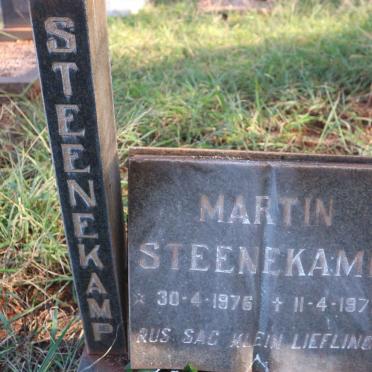 STEENEKAMP
MARTIN
STEENEKAM
* 30-4-1976 + 11-4-197
RUS SAG KLEIN LIEFLING